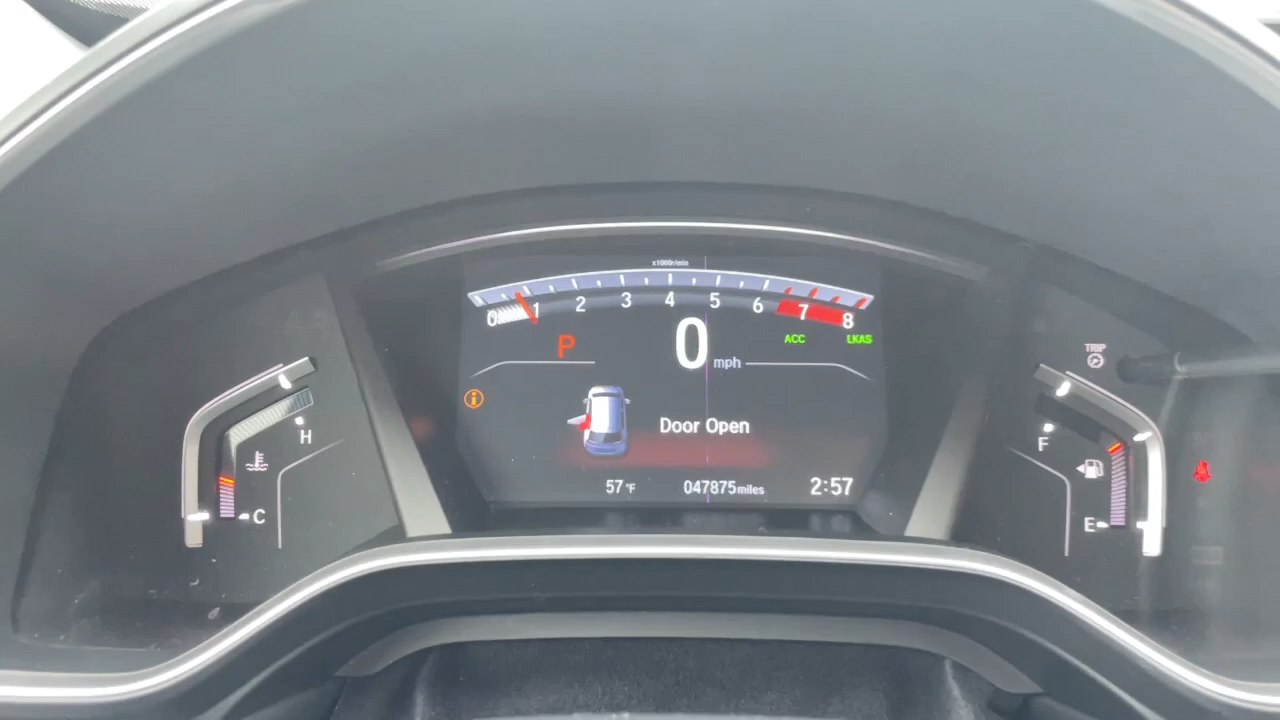 x1000r/min
0 1 2 3 4 5 6 7 8
P
0 mph
ACC
LKAS
TRIP
H
C
F
E
i
Door Open
57°F
047875 miles
2:57